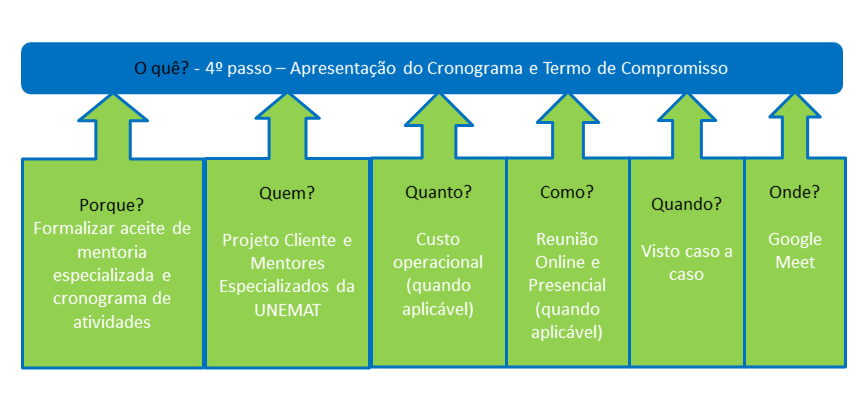 O quê? - 4º passo – Apresentação do Cronograma e Termo de Compromisso
Porque?
Formalizar aceite de
mentoria
especializada e
cronograma de
atividades
Quem?
Projeto Cliente e
Mentores
Especializados da
UNEMAT
Quanto?
Custo
operacional
(quando
aplicável)
Como?
Reunião
Online e
Presencial
(quando
aplicável)
Quando?
Visto caso a
caso
Onde?
Google
Meet